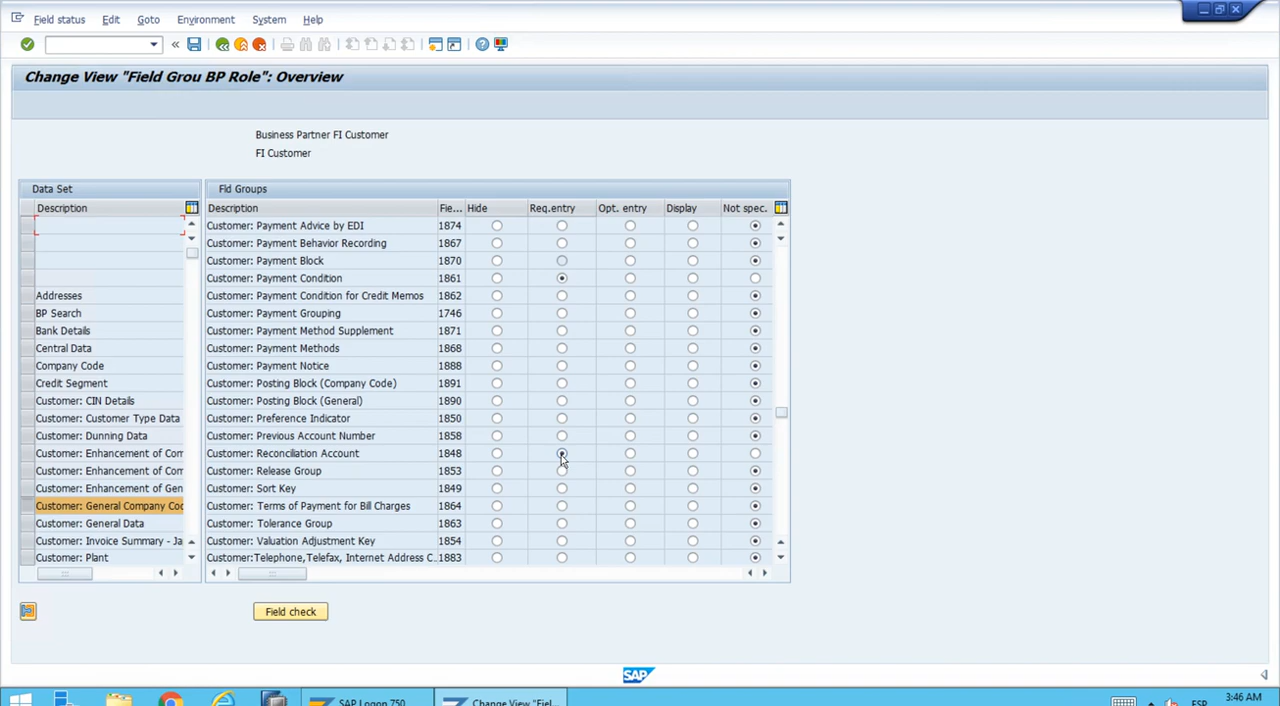 Field status Edit Goto Environment System Help
Change View "Field Grou BP Role": Overview
Business Partner FI Customer
FI Customer
Data Set
Description
Addresses
BP Search
Bank Details
Central Data
Company Code
Credit Segment
Customer: CIN Details
Customer: Customer Type Data
Customer: Dunning Data
Customer: Enhancement of Com
Customer: Enhancement of Com
Customer: Enhancement of Gen
Customer: General Company Coc
Customer: General Data
Customer: Invoice Summary - Ja
Customer: Plant
Fld Groups
Description Fie... Hide Req.entry Opt. entry Display Not spec.
Customer: Payment Advice by EDI 1874
Customer: Payment Behavior Recording 1867
Customer: Payment Block 1870
Customer: Payment Condition 1861
Customer: Payment Condition for Credit Memos 1862
Customer: Payment Grouping 1746
Customer: Payment Method Supplement 1871
Customer: Payment Methods 1868
Customer: Payment Notice 1888
Customer: Posting Block (Company Code) 1891
Customer: Posting Block (General) 1890
Customer: Preference Indicator 1850
Customer: Previous Account Number 1858
Customer: Reconciliation Account 1848
Customer: Release Group 1853
Customer: Sort Key 1849
Customer: Terms of Payment for Bill Charges 1864
Customer: Tolerance Group 1863
Customer: Valuation Adjustment Key 1854
Customer:Telephone,Telefax, Internet Address C.. 1883
Field check
SAP
SAP Logon 750
Change View "Fiel...
ESP
3:46 AM